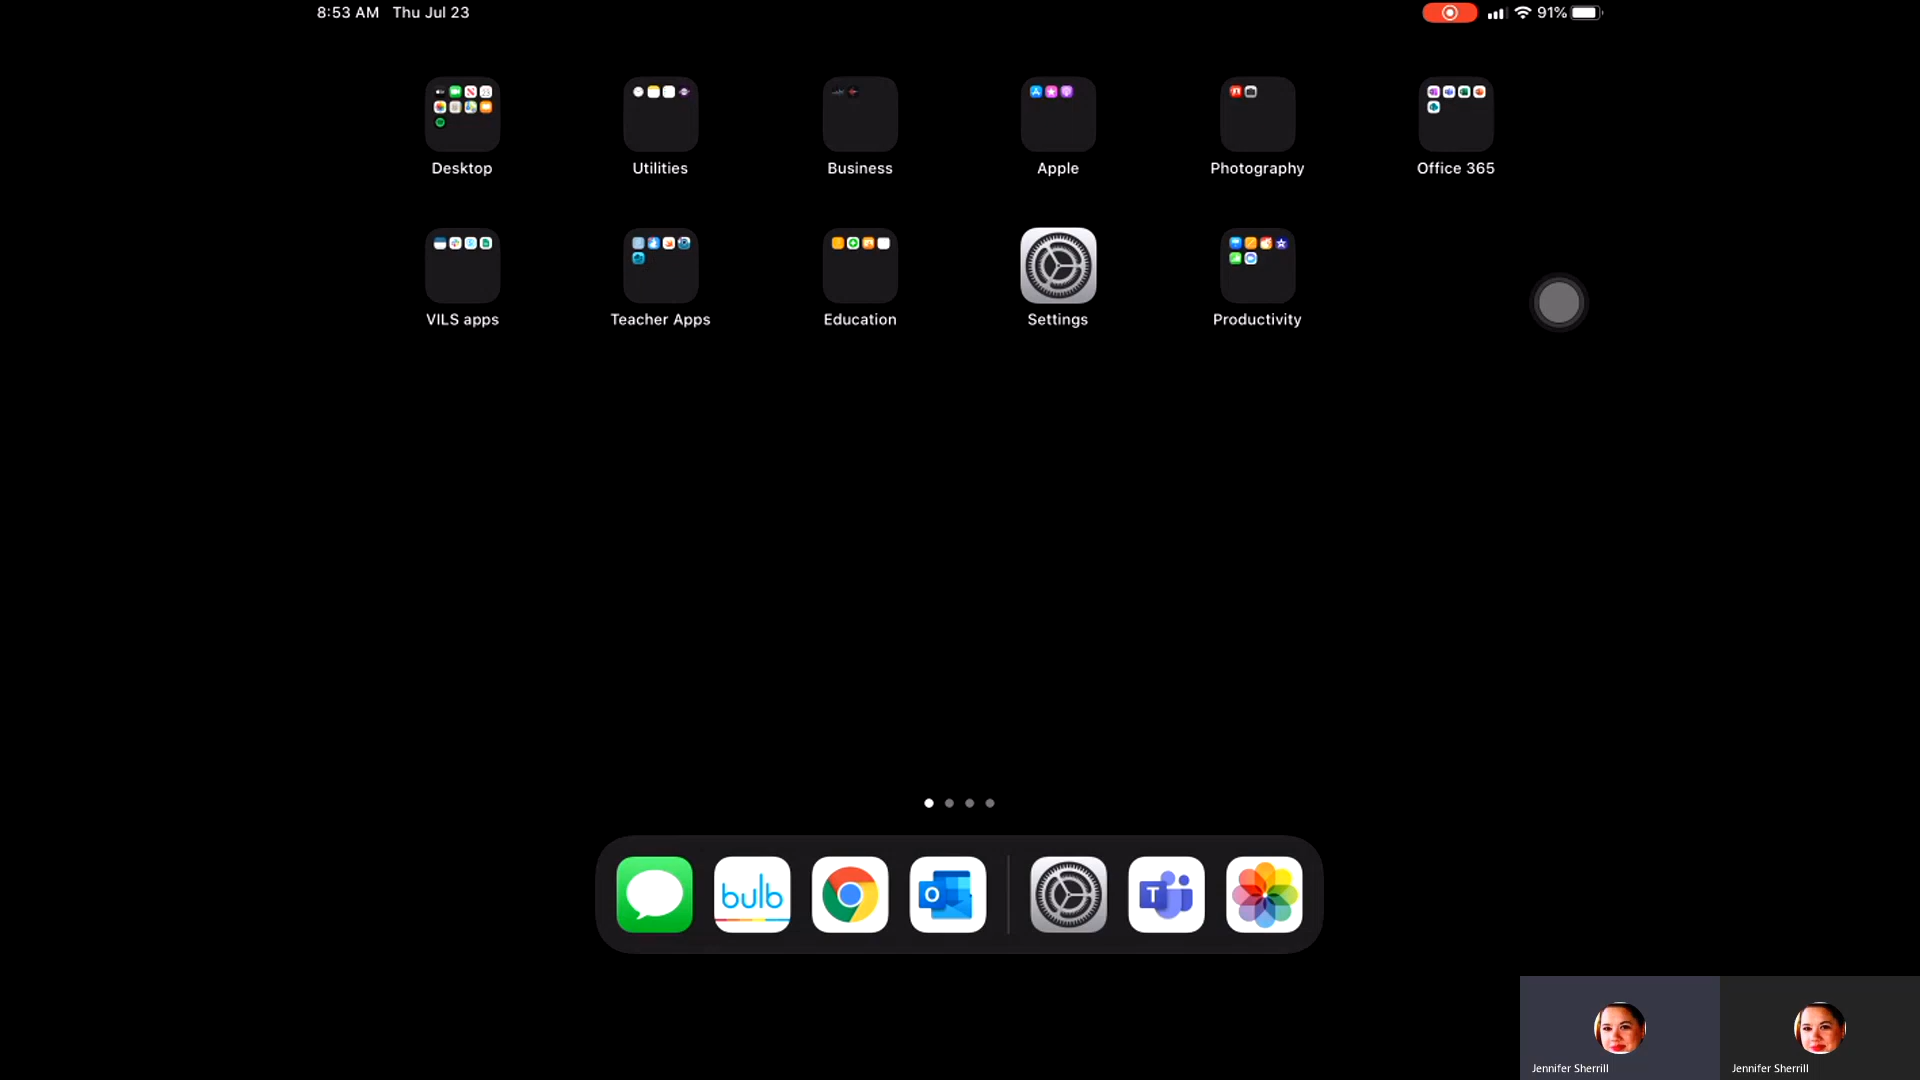 8:53 AM Thu Jul 23
91%
Desktop
Utilities
Business
Apple
Photography
Office 365
VILS apps
Teacher Apps
Education
Settings
Productivity
bulb
O
T
Jennifer Sherrill
Jennifer Sherrill